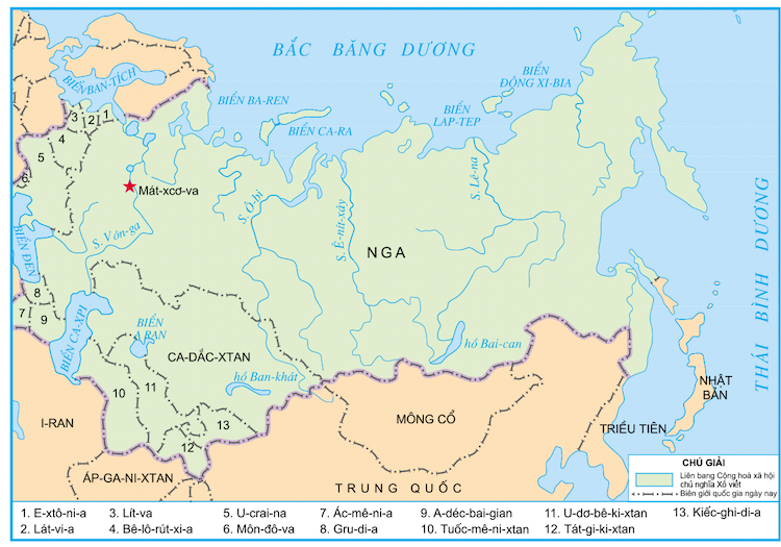 BẮC BĂNG DƯƠNG
BIỂN BAN-TÍCH
BIỂN BA-REN
BIỂN CA-RA
BIỂN
LAP-TEP
BIỂN
ĐÔNG XI-BIA
3
2
1
4
5
6
Mát-xcơ-va
S. Vôn-ga
S. Ô-bi
S. Ê-nít-xây
S. Lê-na
NGA
BIỂN ĐEN
8
7
9
BIỂN CA-XPI
BIỂN
A RAN
CA-DẮC-XTAN
hồ Ban-khát
hồ Bai-can
10
11
12
13
I-RAN
ÁP-GA-NI-XTAN
MÔNG CỔ
TRUNG QUỐC
TRIỀU TIÊN
NHẬT
BẢN
THÁI BÌNH DƯƠNG
CHÚ GIẢI
Liên bang Cộng hoà xã hội
chủ nghĩa Xô viết
Biên giới quốc gia ngày nay
1. E-xtô-ni-a 3. Lít-va 5. U-crai-na 7. Ác-mê-ni-a 9. A-déc-bai-gian 11. U-dơ-bê-ki-xtan 13. Kiếc-ghi-di-a
2. Lát-vi-a 4. Bê-lô-rút-xi-a 6. Môn-đô-va 8. Gru-di-a 10. Tuốc-mê-ni-xtan 12. Tát-gi-ki-xtan